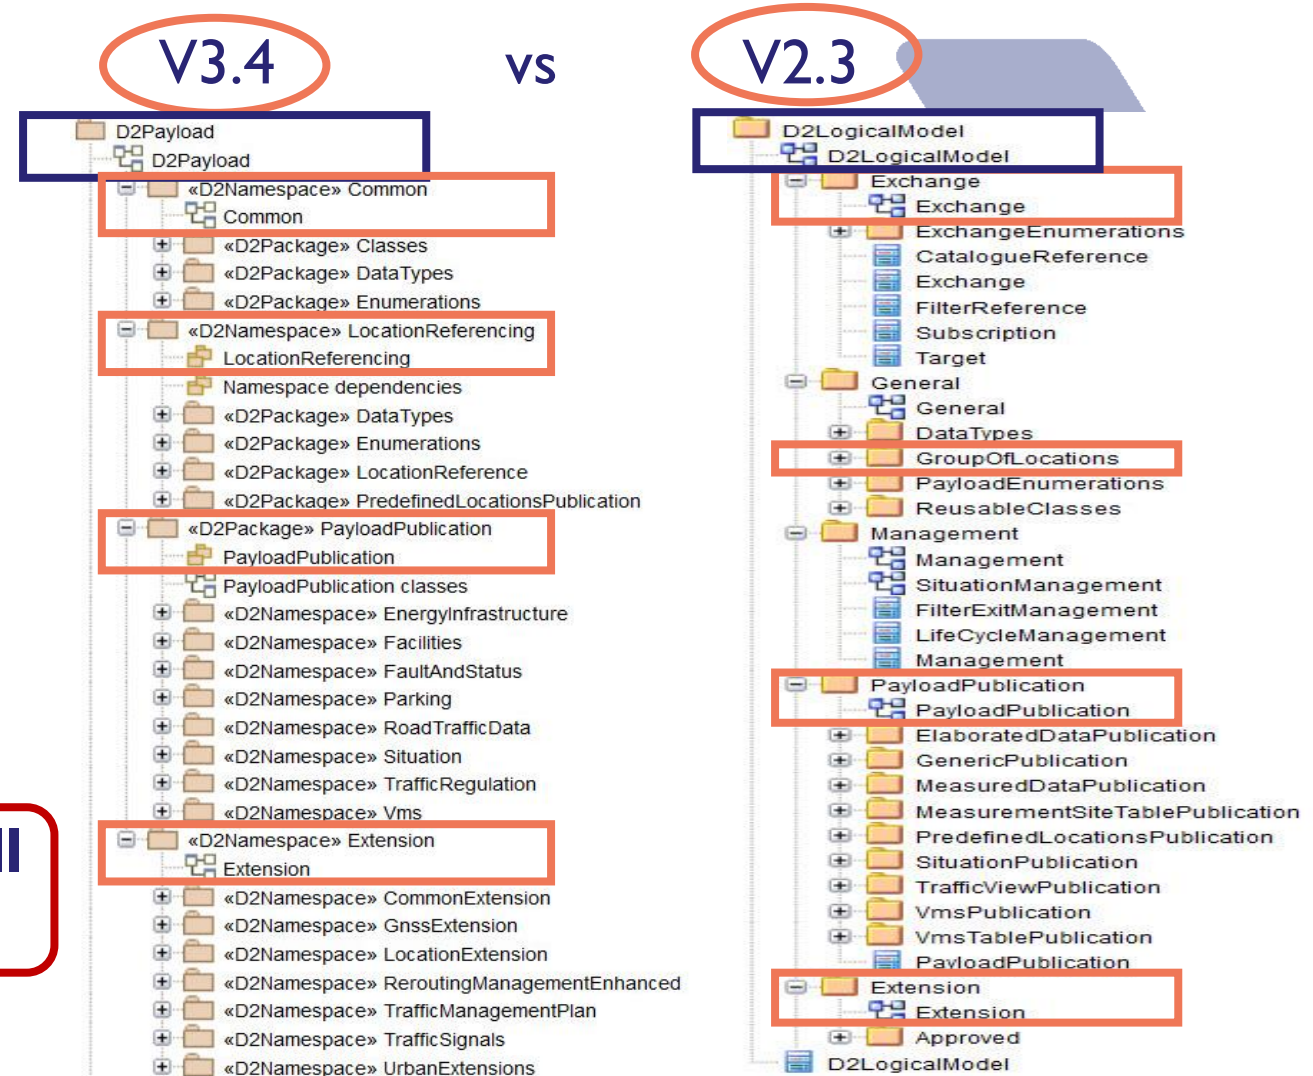 V3.4 vs V2.3
D2Payload
D2Payload
«D2Namespace» Common
Common
«D2Package» Classes
«D2Package» DataTypes
«D2Package» Enumerations
«D2Namespace» LocationReferencing
LocationReferencing
Namespace dependencies
«D2Package» DataTypes
«D2Package» Enumerations
«D2Package» LocationReference
«D2Package» PredefinedLocationsPublication
«D2Package» PayloadPublication
PayloadPublication
PayloadPublication classes
«D2Namespace» EnergyInfrastructure
«D2Namespace» Facilities
«D2Namespace» FaultAndStatus
«D2Namespace» Parking
«D2Namespace» RoadTrafficData
«D2Namespace» Situation
«D2Namespace» TrafficRegulation
«D2Namespace» Vms
«D2Namespace» Extension
Extension
«D2Namespace» CommonExtension
«D2Namespace» GnssExtension
«D2Namespace» LocationExtension
«D2Namespace» ReroutingManagementEnhanced
«D2Namespace» TrafficManagementPlan
«D2Namespace» TrafficSignals
«D2Namespace» UrbanExtensions
D2LogicalModel
D2LogicalModel
Exchange
Exchange
ExchangeEnumerations
CatalogueReference
Exchange
FilterReference
Subscription
Target
General
General
DataTypes
GroupOfLocations
PayloadEnumerations
ReusableClasses
Management
Management
SituationManagement
FilterExitManagement
LifeCycleManagement
Management
PayloadPublication
PayloadPublication
ElaboratedDataPublication
GenericPublication
MeasuredDataPublication
MeasurementSiteTablePublication
PredefinedLocationsPublication
SituationPublication
TrafficViewPublication
VmsPublication
VmsTablePublication
PayloadPublication
Extension
Extension
Approved
D2LogicalModel